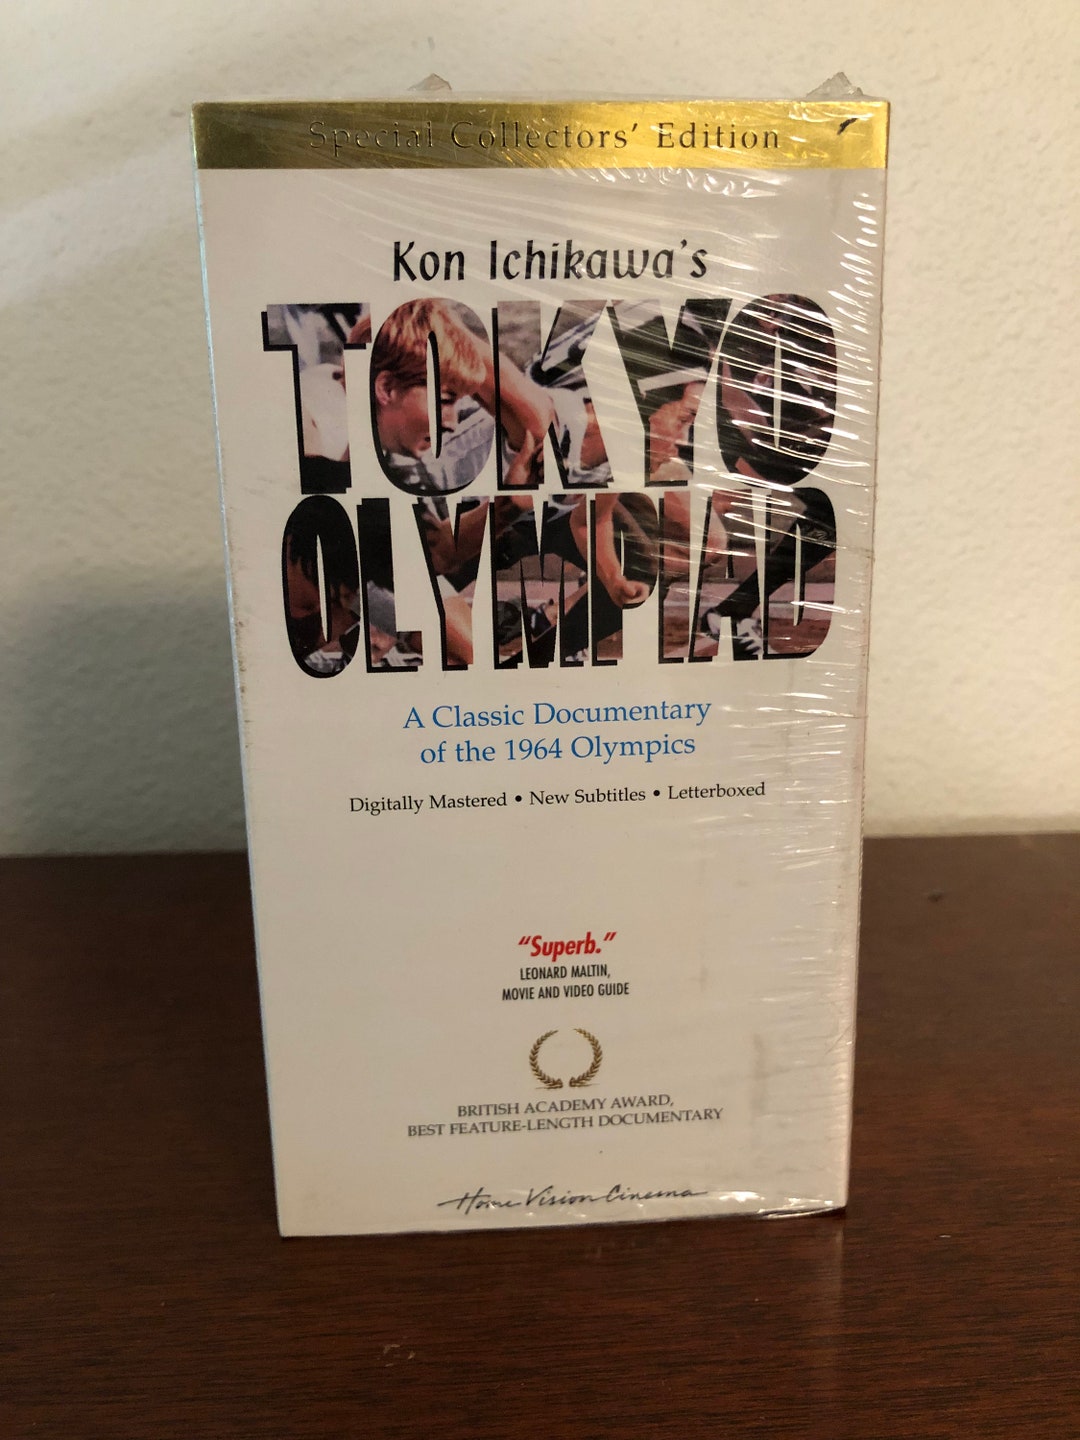 Special Collectors' Edition
Kon Ichikawa's
TOKYO
OLYMPIAD
A Classic Documentary
of the 1964 Olympics
Digitally Mastered • New Subtitles • Letterboxed
"Superb."
LEONARD MALTIN,
MOVIE AND VIDEO GUIDE
BRITISH ACADEMY AWARD,
BEST FEATURE-LENGTH DOCUMENTARY
Home Vision Cinema